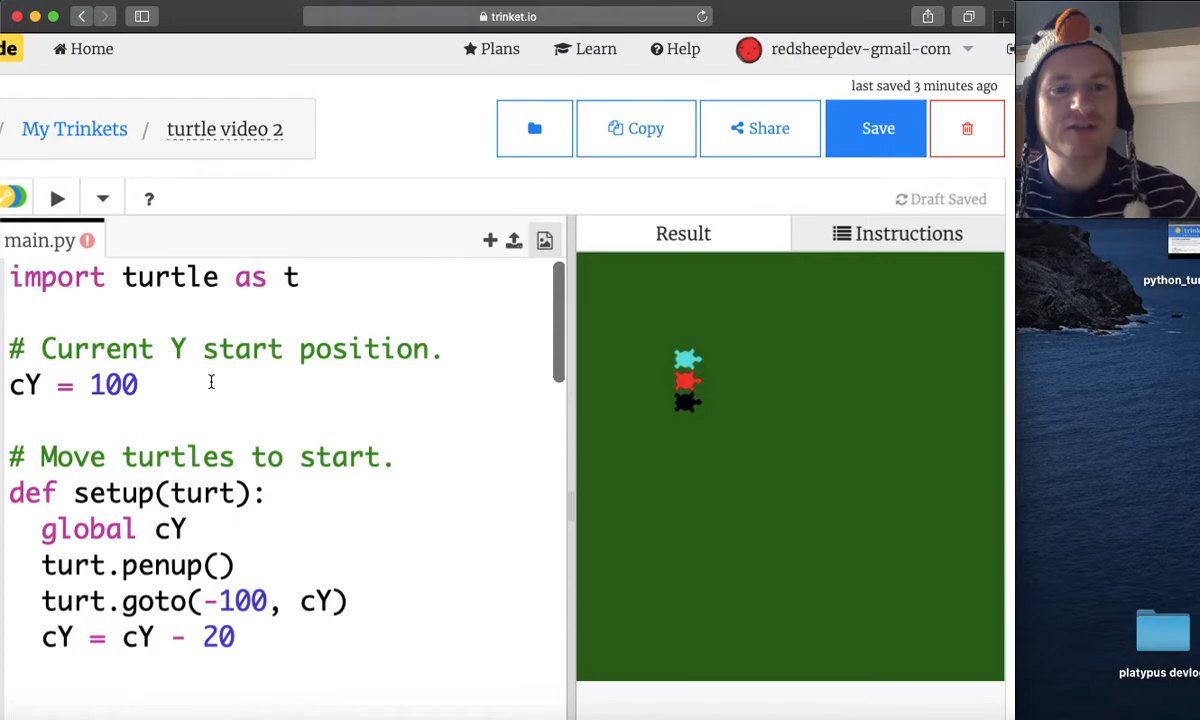 trinket.io
de
Home
Plans
Learn
Help
redsheepdev-gmail-com
last saved 3 minutes ago
/ My Trinkets / turtle video 2
Copy
Share
Save
?
Draft Saved
main.py
Result
Instructions
import turtle as t
# Current Y start position.
cY = 100
# Move turtles to start.
def setup(turt):
global cY
turt.penup()
turt.goto(-100, cY)
cY = cY - 20
python_tur
platypus devlo